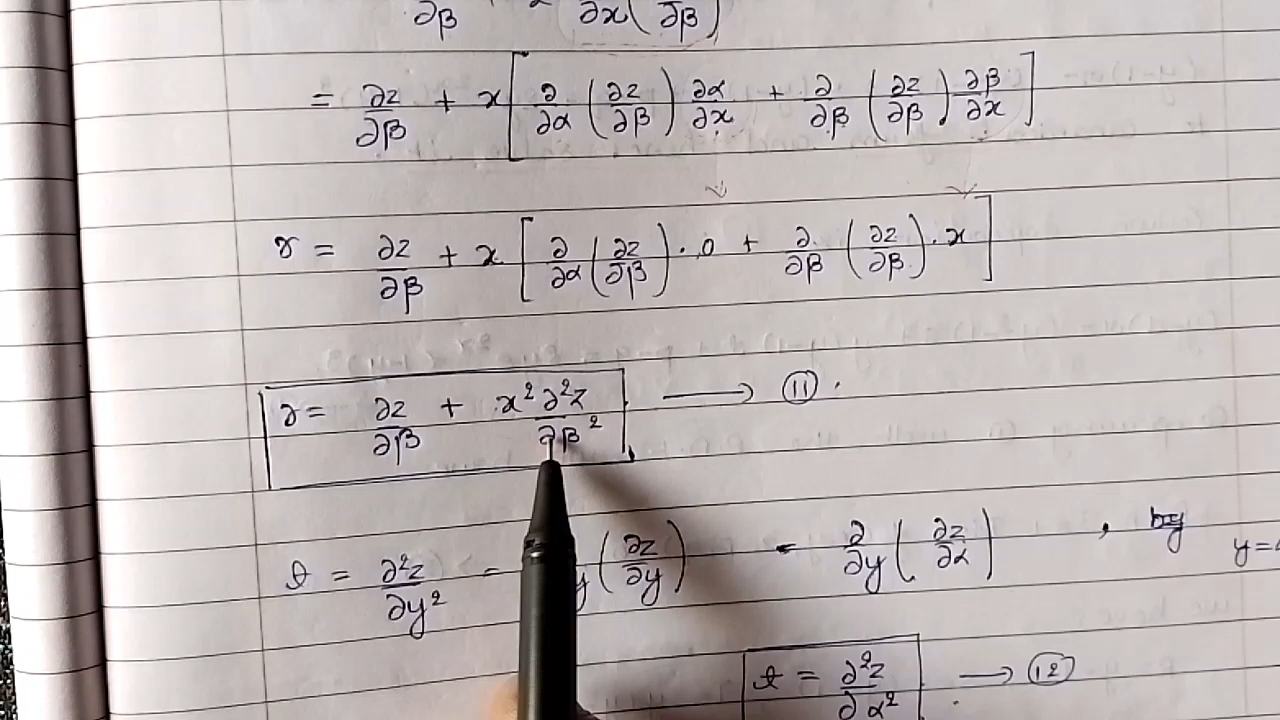 ∂β ∂x(∂β)
= ∂z/∂β + x[∂/∂α (∂z/∂β) ∂α/∂x + ∂/∂β (∂z/∂β) ∂β/∂x]
r = ∂z/∂β + x[∂/∂α (∂z/∂β) . 0 + ∂/∂β (∂z/∂β) . x]
r = ∂z/∂β + x² ∂²z/∂β² ⟶ ⑪ .
t = ∂²z/∂y² = y(∂z/∂y) = ∂/∂y (∂z/∂α) , by
y =
t = ∂²z/∂α² ⟶ ⑫